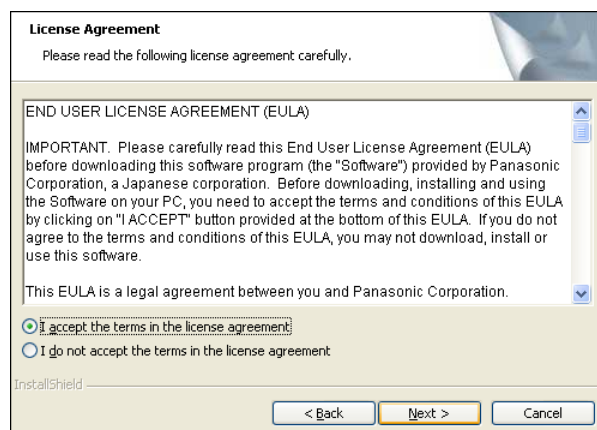 License Agreement
Please read the following license agreement carefully.
END USER LICENSE AGREEMENT (EULA)
IMPORTANT. Please carefully read this End User License Agreement (EULA)
before downloading this software program (the "Software") provided by Panasonic
Corporation, a Japanese corporation. Before downloading, installing and using
the Software on your PC, you need to accept the terms and conditions of this EULA
by clicking on "I ACCEPT" button provided at the bottom of this EULA. If you do not
agree to the terms and conditions of this EULA, you may not download, install or
use this software.
This EULA is a legal agreement between you and Panasonic Corporation.
I accept the terms in the license agreement
I do not accept the terms in the license agreement
InstallShield
< Back Next > Cancel